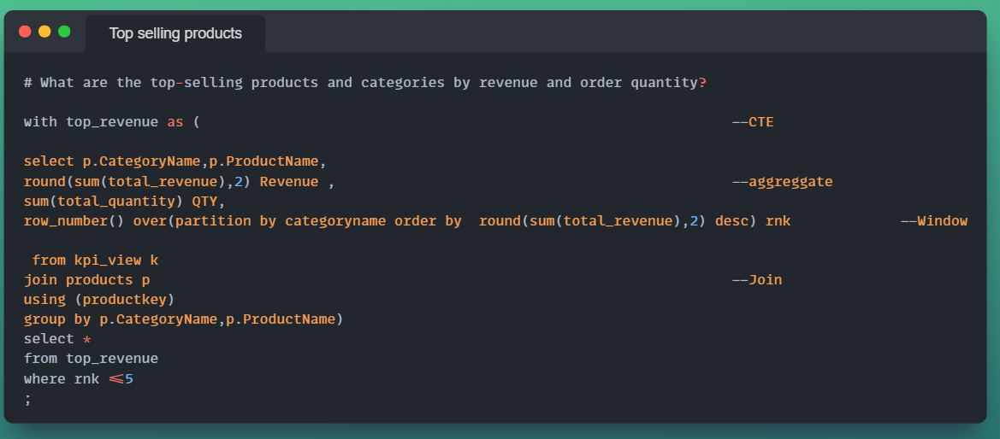 Top selling products
# What are the top-selling products and categories by revenue and order quantity?
with top_revenue as ( --CTE
select p.CategoryName,p.ProductName,
round(sum(total_revenue),2) Revenue , --aggreggate
sum(total_quantity) QTY,
row_number() over(partition by categoryname order by  round(sum(total_revenue),2) desc) rnk --Window
from kpi_view k
join products p --Join
using (productkey)
group by p.CategoryName,p.ProductName)
select *
from top_revenue
where rnk <=5
;